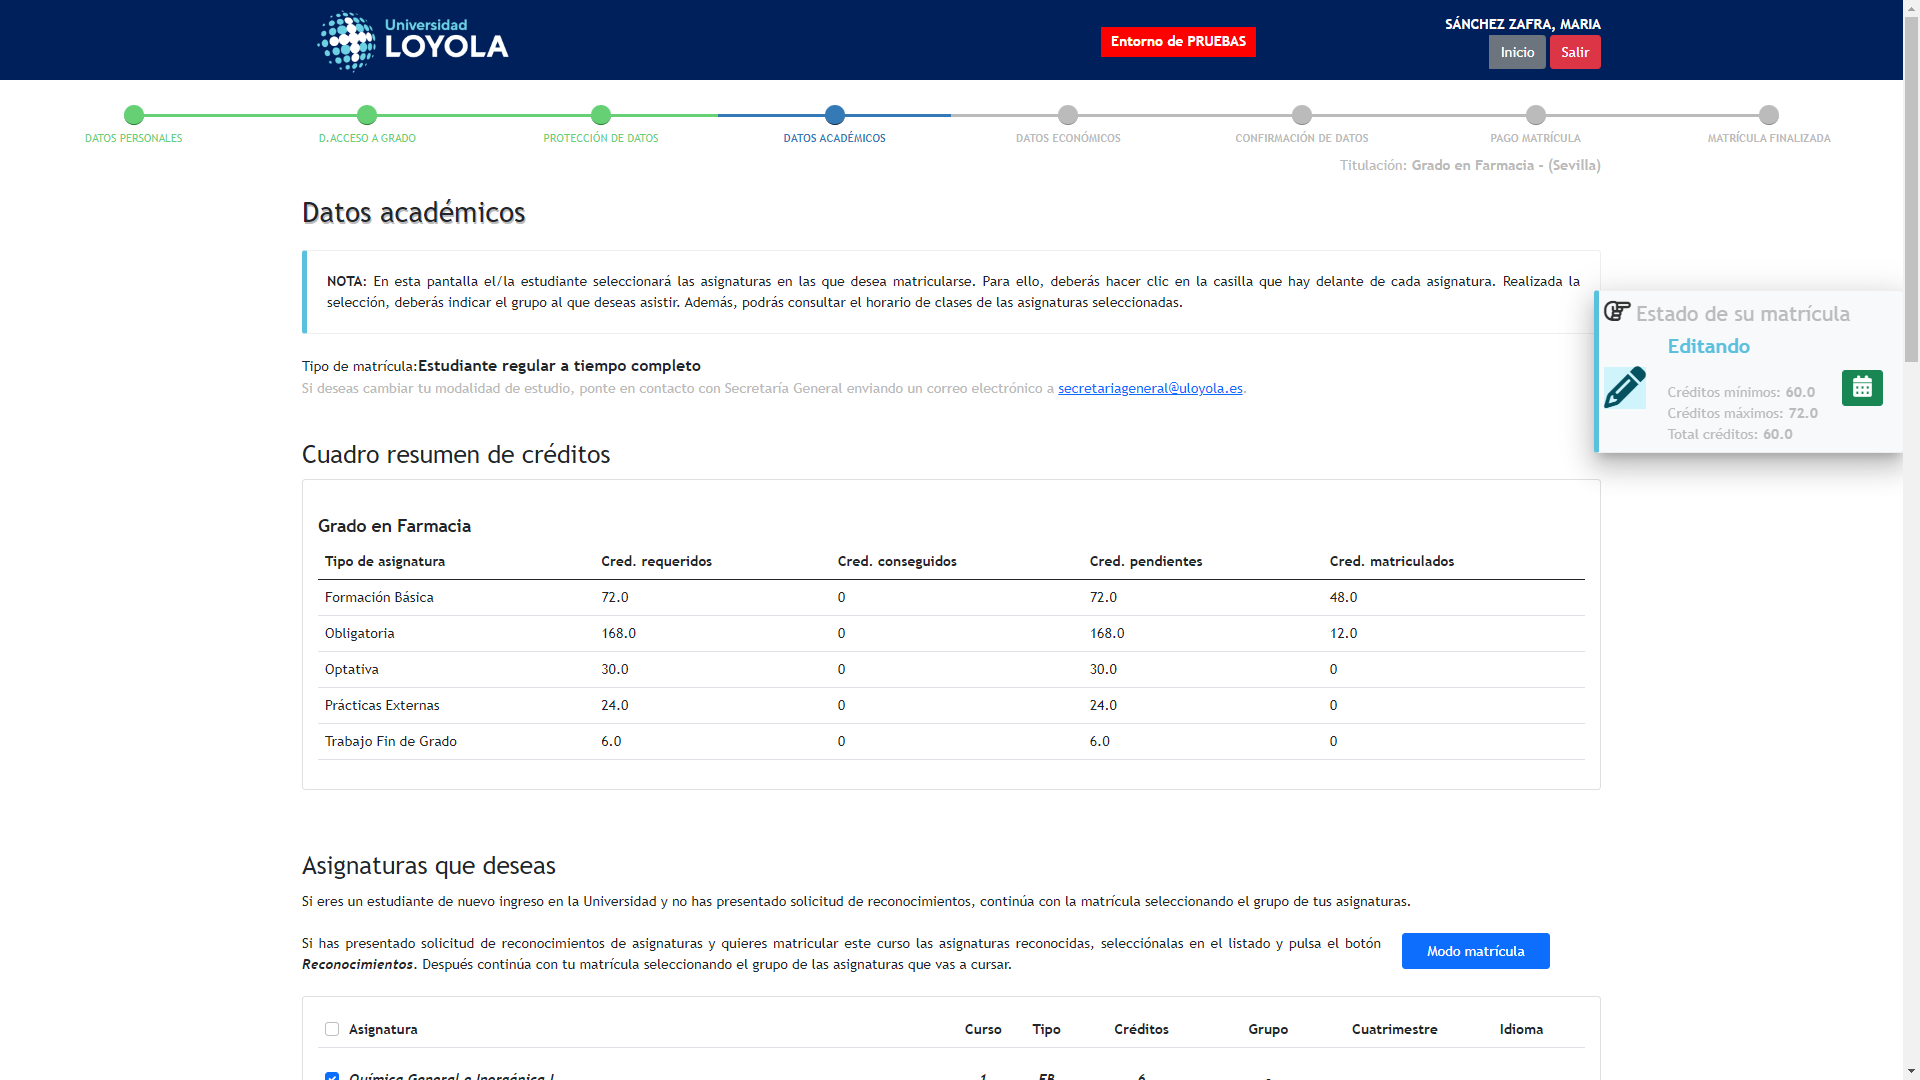 Universidad
LOYOLA
Entorno de PRUEBAS
SÁNCHEZ ZAFRA, MARIA
Inicio
Salir
DATOS PERSONALES
D.ACCESO A GRADO
PROTECCIÓN DE DATOS
DATOS ACADÉMICOS
DATOS ECONÓMICOS
CONFIRMACIÓN DE DATOS
PAGO MATRÍCULA
MATRÍCULA FINALIZADA
Titulación: Grado en Farmacia - (Sevilla)
Datos académicos
NOTA: En esta pantalla el/la estudiante seleccionará las asignaturas en las que desea matricularse. Para ello, deberás hacer clic en la casilla que hay delante de cada asignatura. Realizada la
selección, deberás indicar el grupo al que deseas asistir. Además, podrás consultar el horario de clases de las asignaturas seleccionadas.
Estado de su matrícula
Editando
Créditos mínimos: 60.0
Créditos máximos: 72.0
Total créditos: 60.0
Tipo de matrícula:Estudiante regular a tiempo completo
Si deseas cambiar tu modalidad de estudio, ponte en contacto con Secretaría General enviando un correo electrónico a secretariageneral@uloyola.es.
Cuadro resumen de créditos
Grado en Farmacia
Tipo de asignatura Cred. requeridos Cred. conseguidos Cred. pendientes Cred. matriculados
Formación Básica 72.0 0 72.0 48.0
Obligatoria 168.0 0 168.0 12.0
Optativa 30.0 0 30.0 0
Prácticas Externas 24.0 0 24.0 0
Trabajo Fin de Grado 6.0 0 6.0 0
Asignaturas que deseas
Si eres un estudiante de nuevo ingreso en la Universidad y no has presentado solicitud de reconocimientos, continúa con la matrícula seleccionando el grupo de tus asignaturas.
Si has presentado solicitud de reconocimientos de asignaturas y quieres matricular este curso las asignaturas reconocidas, selecciónalas en el listado y pulsa el botón
Reconocimientos. Después continúa con tu matrícula seleccionando el grupo de las asignaturas que vas a cursar.
Modo matrícula
Asignatura Curso Tipo Créditos Grupo Cuatrimestre Idioma
Química General e Inorgánica I 1 FB 6 -